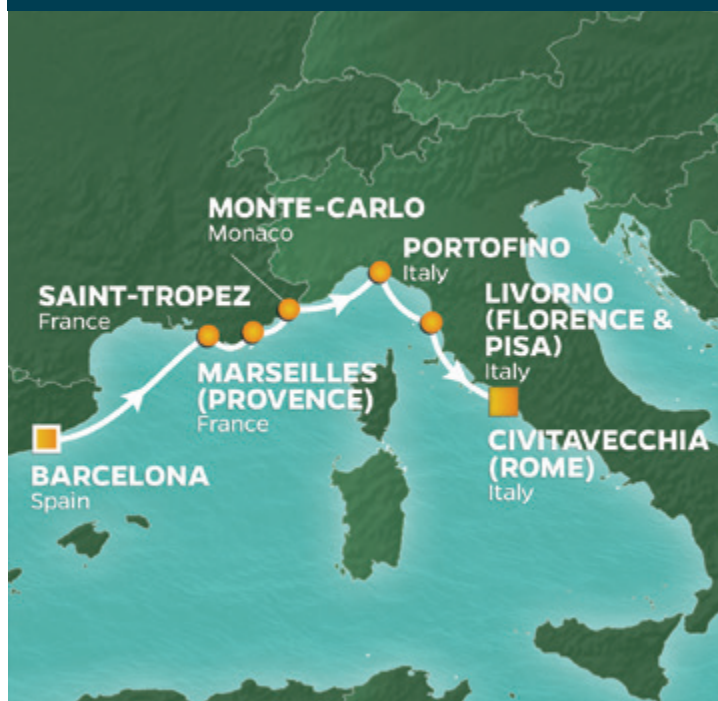 MONTE-CARLO
Monaco
PORTOFINO
Italy
SAINT-TROPEZ
France
LIVORNO
(FLORENCE &
PISA)
Italy
MARSEILLES
(PROVENCE)
France
CIVITAVECCHIA
(ROME)
Italy
BARCELONA
Spain